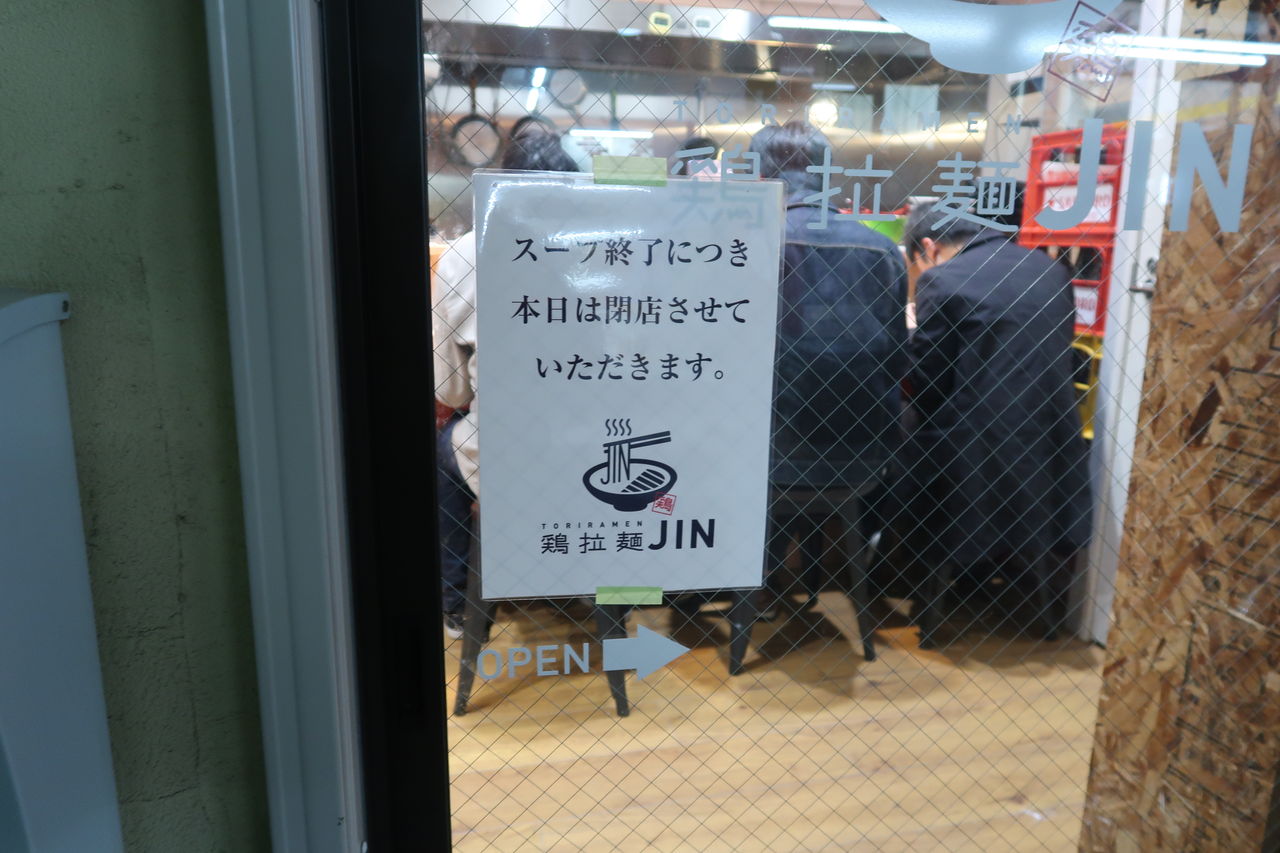 TORIRAMEN
鶏拉麺JIN
スープ終了につき
本日は閉店させて
いただきます。
JIN
鶏
TORIRAMEN
鶏拉麺JIN
OPEN